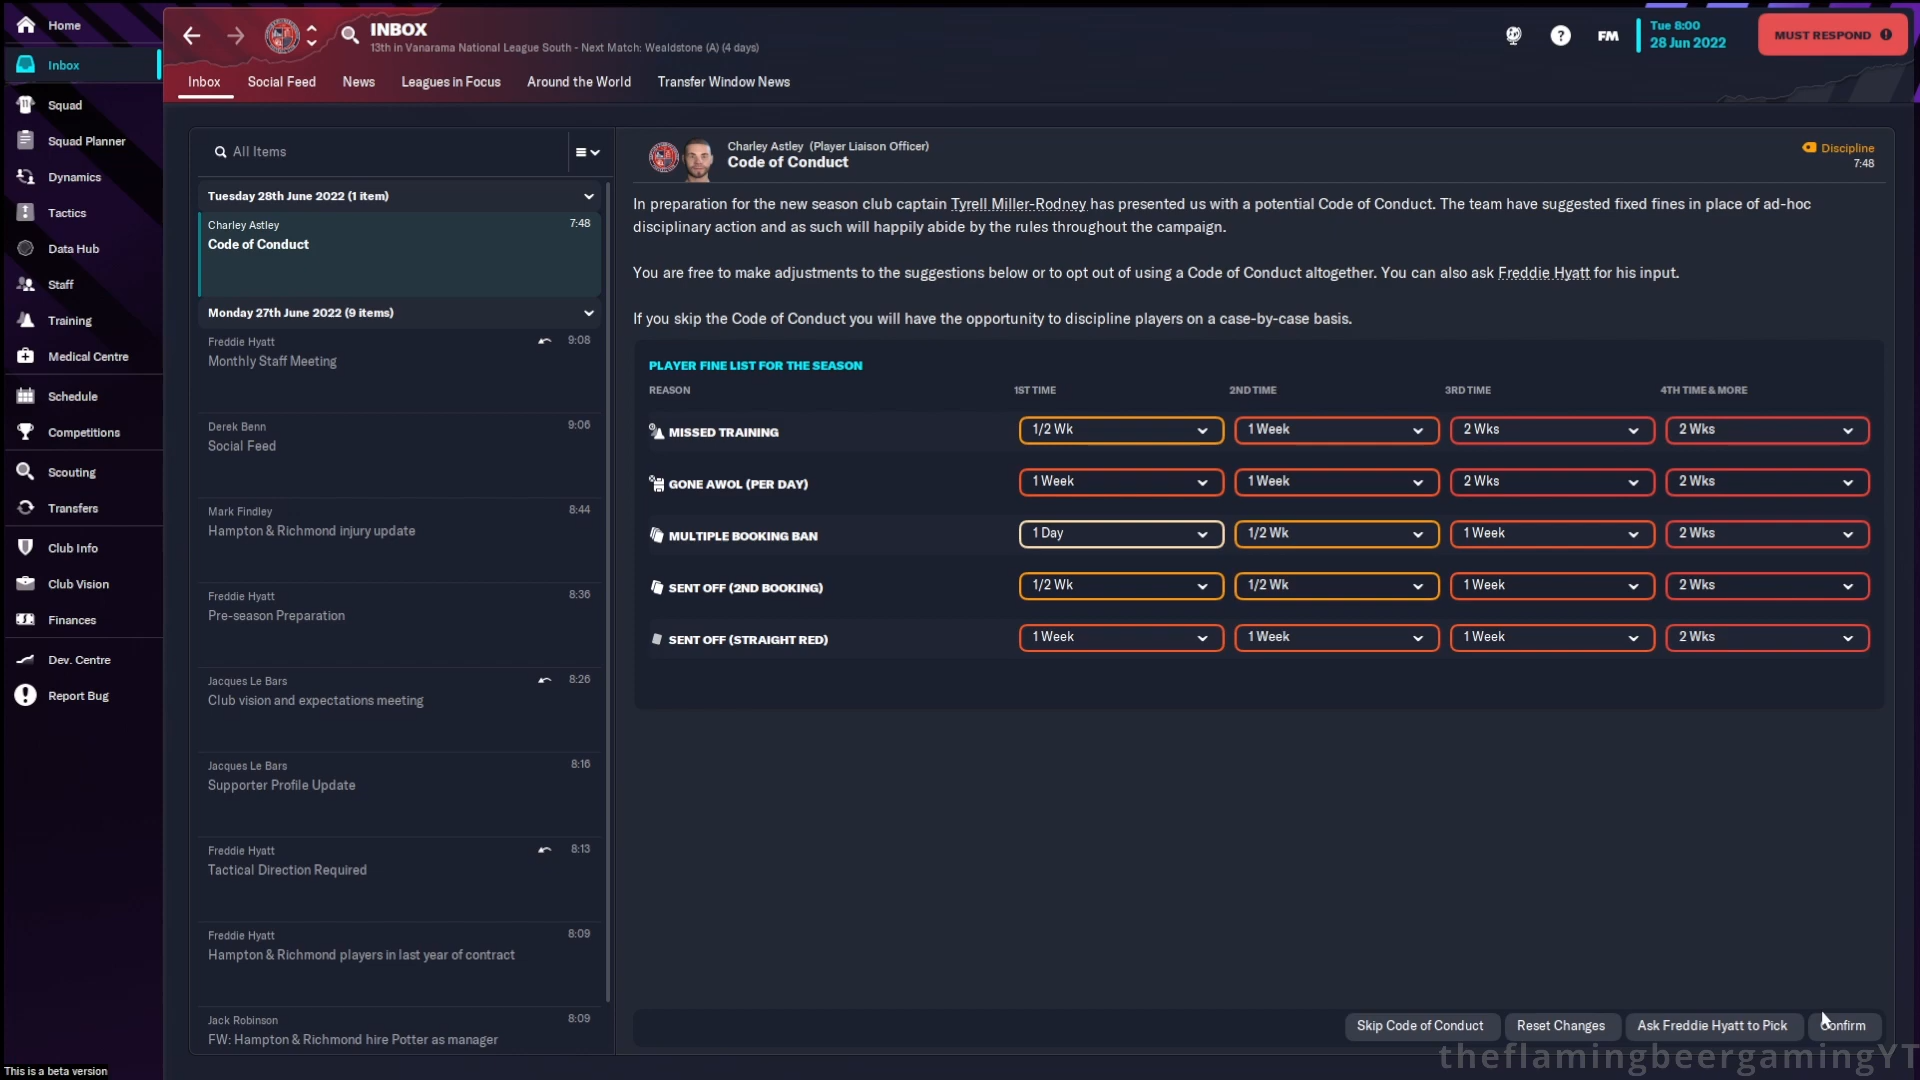 Home
Inbox
Squad
Squad Planner
Dynamics
Tactics
Data Hub
Staff
Training
Medical Centre
Schedule
Competitions
Scouting
Transfers
Club Info
Club Vision
Finances
Dev. Centre
Report Bug
This is a beta version
INBOX
13th in Vanarama National League South - Next Match: Wealdstone (A) (4 days)
FM
Tue 8:00
28 Jun 2022
MUST RESPOND
Inbox Social Feed News Leagues in Focus Around the World Transfer Window News
All Items
Tuesday 28th June 2022 (1 item)
Charley Astley 7:48
Code of Conduct
Monday 27th June 2022 (9 items)
Freddie Hyatt 9:08
Monthly Staff Meeting
Derek Benn 9:06
Social Feed
Mark Findley 8:44
Hampton & Richmond injury update
Freddie Hyatt 8:36
Pre-season Preparation
Jacques Le Bars 8:26
Club vision and expectations meeting
Jacques Le Bars 8:16
Supporter Profile Update
Freddie Hyatt 8:13
Tactical Direction Required
Freddie Hyatt 8:09
Hampton & Richmond players in last year of contract
Jack Robinson 8:09
FW: Hampton & Richmond hire Potter as manager
Charley Astley (Player Liaison Officer)
Code of Conduct
Discipline
7:48
In preparation for the new season club captain Tyrell Miller-Rodney has presented us with a potential Code of Conduct. The team have suggested fixed fines in place of ad-hoc
disciplinary action and as such will happily abide by the rules throughout the campaign.
You are free to make adjustments to the suggestions below or to opt out of using a Code of Conduct altogether. You can also ask Freddie Hyatt for his input.
If you skip the Code of Conduct you will have the opportunity to discipline players on a case-by-case basis.
PLAYER FINE LIST FOR THE SEASON
REASON 1ST TIME 2ND TIME 3RD TIME 4TH TIME & MORE
MISSED TRAINING 1/2 Wk 1 Week 2 Wks 2 Wks
GONE AWOL (PER DAY) 1 Week 1 Week 2 Wks 2 Wks
MULTIPLE BOOKING BAN 1 Day 1/2 Wk 1 Week 2 Wks
SENT OFF (2ND BOOKING) 1/2 Wk 1/2 Wk 1 Week 2 Wks
SENT OFF (STRAIGHT RED) 1 Week 1 Week 1 Week 2 Wks
Skip Code of Conduct Reset Changes Ask Freddie Hyatt to Pick Confirm
theflamingbeergamingYT